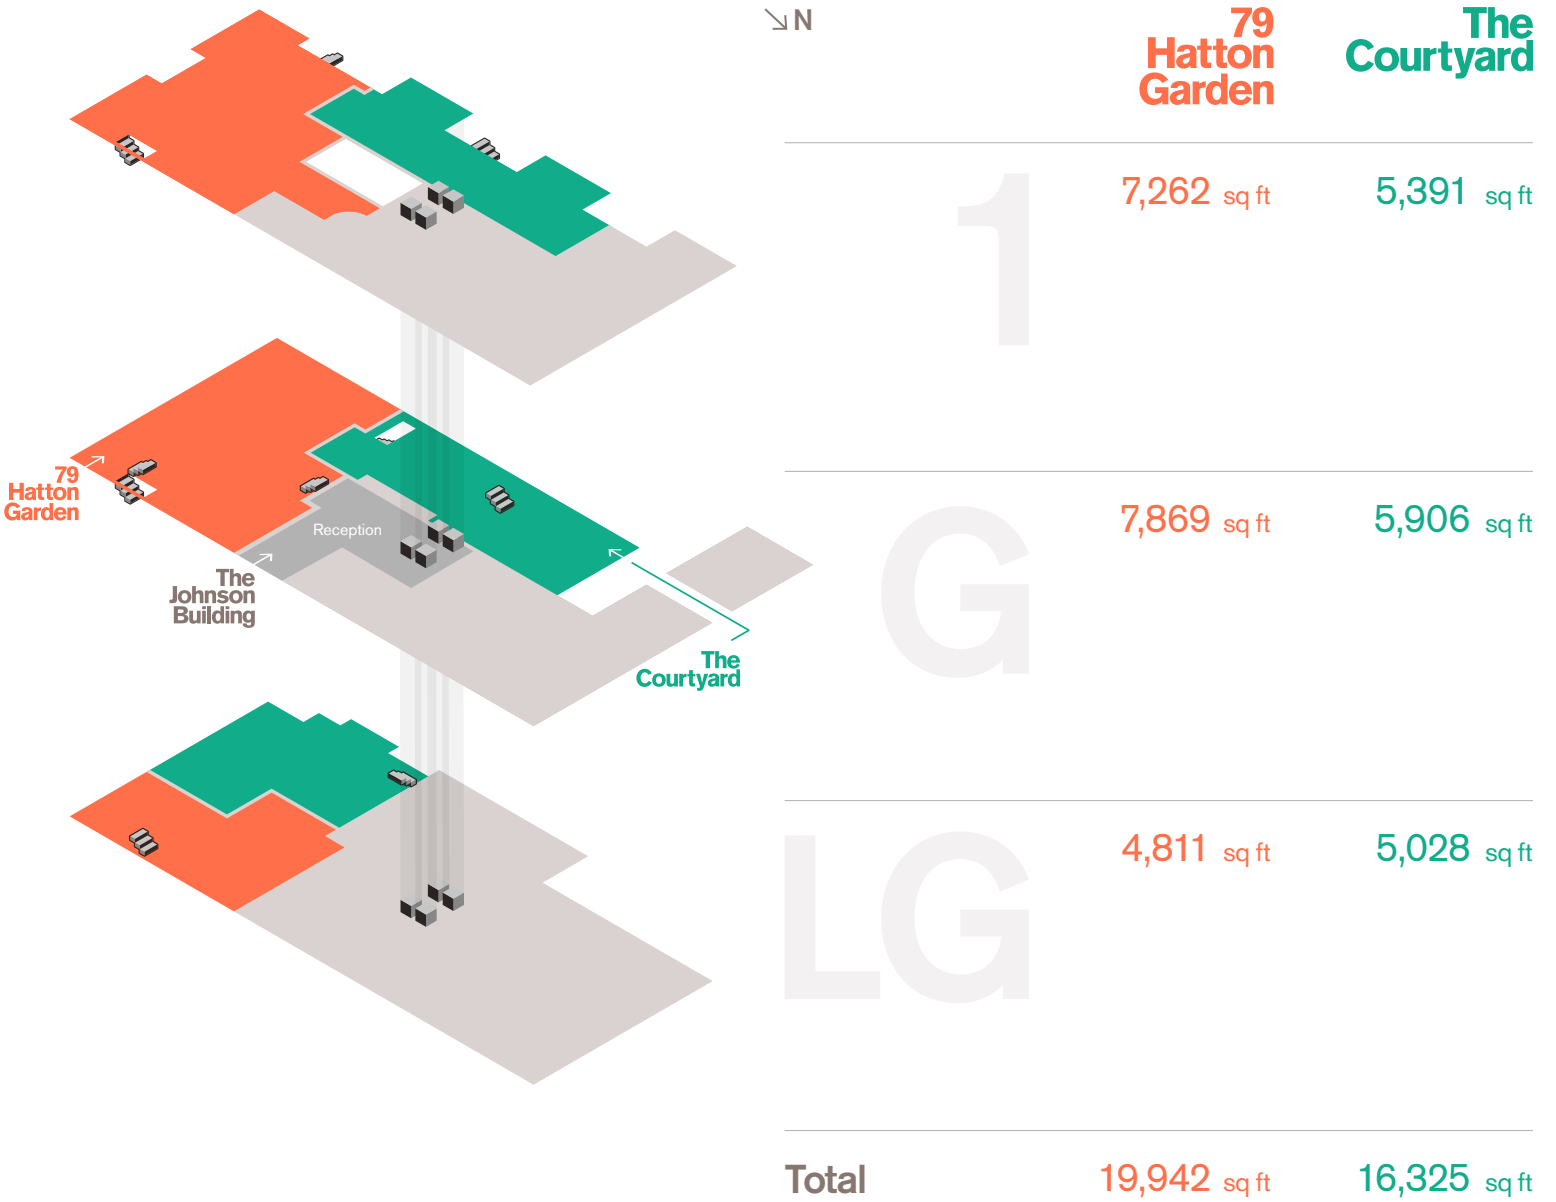 N
79
Hatton
Garden
The
Courtyard
1
7,262 sq ft
5,391 sq ft
79
Hatton
Garden
Reception
The
Johnson
Building
The
Courtyard
G
7,869 sq ft
5,906 sq ft
LG
4,811 sq ft
5,028 sq ft
Total
19,942 sq ft
16,325 sq ft